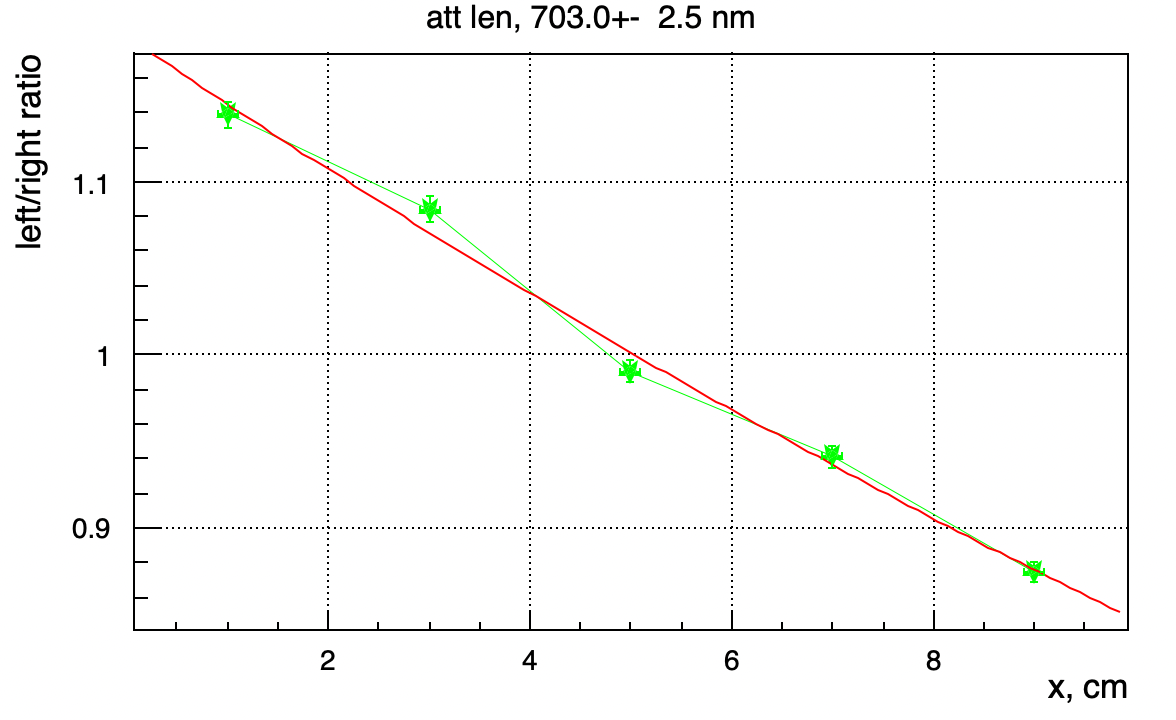 att len, 703.0+-  2.5 nm
left/right ratio
1.1
1
0.9
2 4 6 8
x, cm